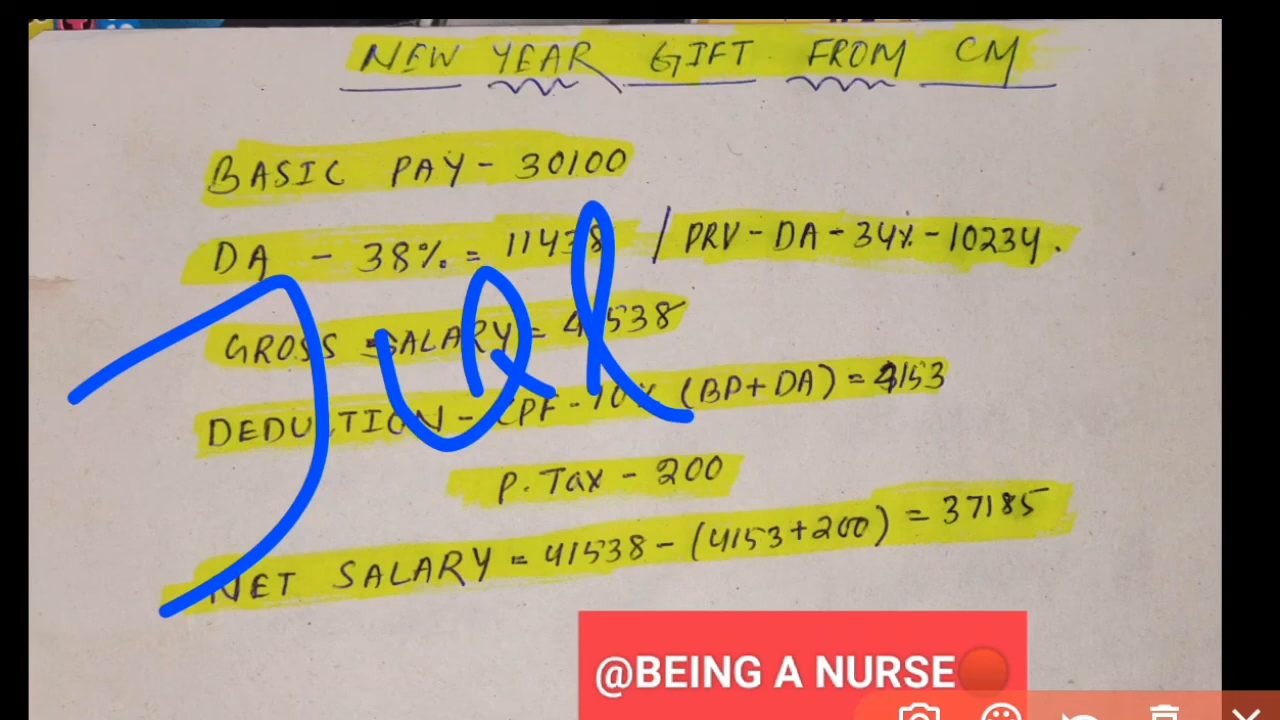 NEW YEAR GIFT FROM CM
BASIC PAY - 30100
DA - 38% = 11438 / PRV - DA - 34% - 10234.
GROSS SALARY = 41538
DEDUCTION - CPF - 10% (BP+DA) = 4153
P. Tax - 200
NET SALARY = 41538 - (4153+200) = 37185
@BEING A NURSE